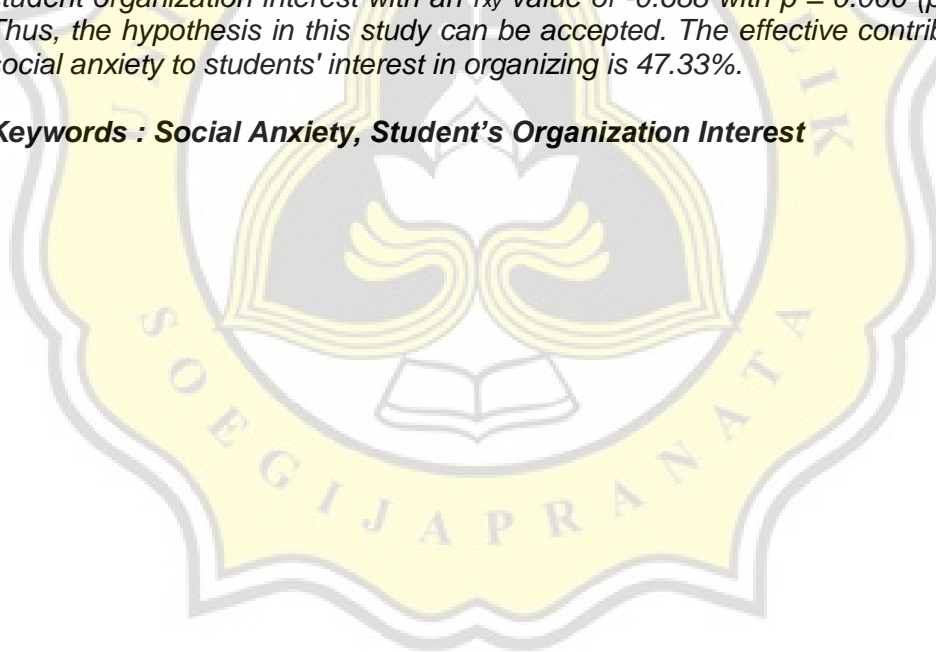 student organization interest with an rxy value of -0.688 with p = 0.000 (p
Thus, the hypothesis in this study can be accepted. The effective contrib
social anxiety to students' interest in organizing is 47.33%.
Keywords : Social Anxiety, Student's Organization Interest
U
LIK
SOEGIJAPRANATA